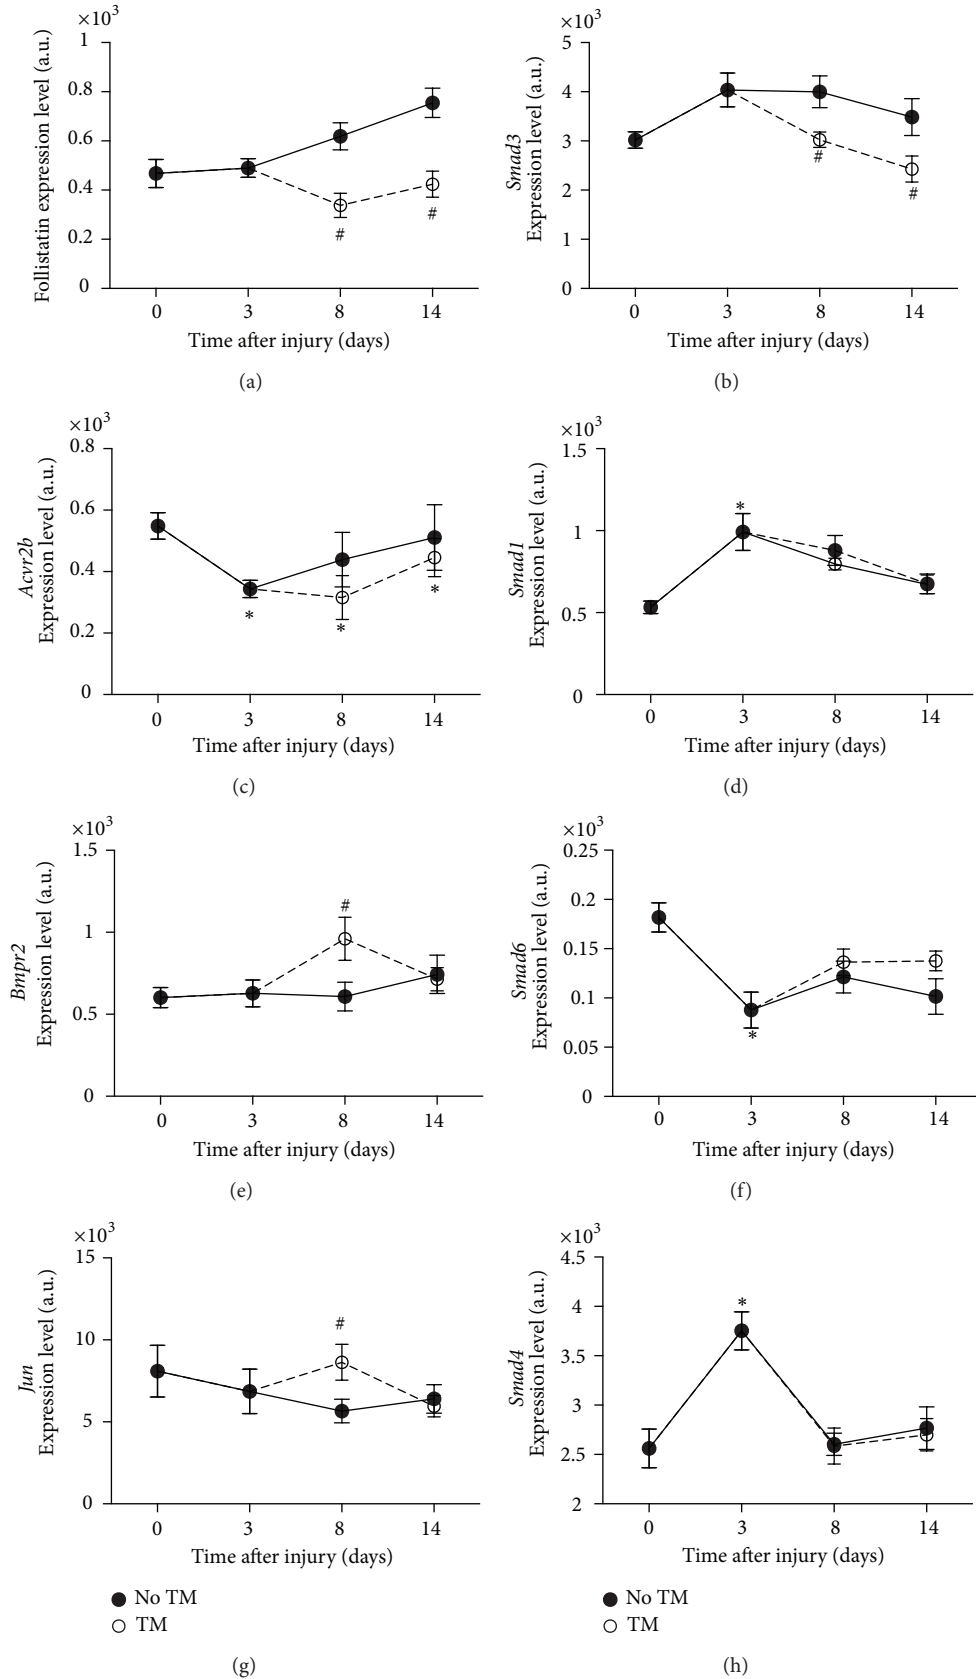 ×10³
1
0.8
0.6
0.4
0.2
0
Follistatin expression level (a.u.)
#
#
0 3 8 14
Time after injury (days)
(a)
×10³
5
4
3
2
1
0
Smad3
Expression level (a.u.)
#
#
0 3 8 14
Time after injury (days)
(b)
×10³
0.8
0.6
0.4
0.2
0
Acvr2b
Expression level (a.u.)
*
*
*
0 3 8 14
Time after injury (days)
(c)
×10³
1.5
1
0.5
0
Smad1
Expression level (a.u.)
*
0 3 8 14
Time after injury (days)
(d)
×10³
1.5
1
0.5
0
Bmpr2
Expression level (a.u.)
#
0 3 8 14
Time after injury (days)
(e)
×10³
0.25
0.2
0.15
0.1
0.05
0
Smad6
Expression level (a.u.)
*
0 3 8 14
Time after injury (days)
(f)
×10³
15
10
5
0
Jun
Expression level (a.u.)
#
0 3 8 14
Time after injury (days)
No TM
TM
(g)
×10³
4.5
4
3.5
3
2.5
2
Smad4
Expression level (a.u.)
*
0 3 8 14
Time after injury (days)
No TM
TM
(h)